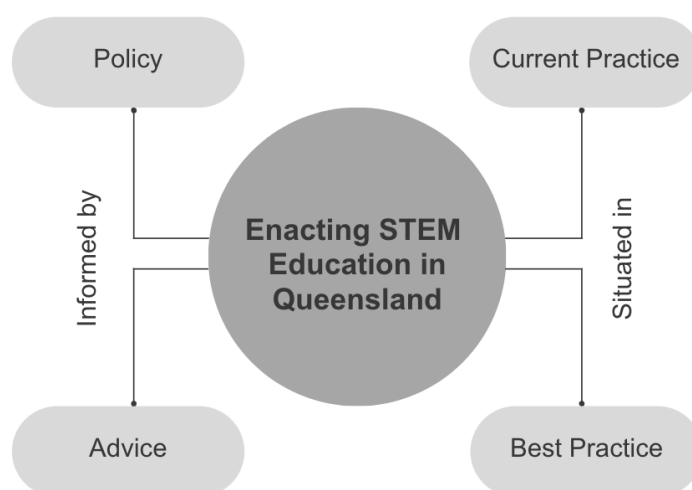 Policy
Current Practice
Informed by
Enacting STEM
Education in
Queensland
Situated in
Advice
Best Practice